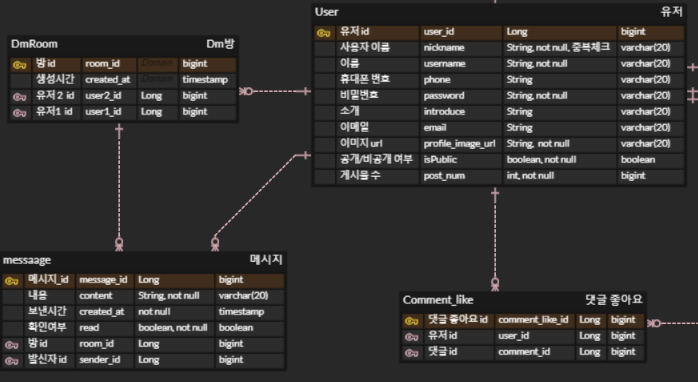 User 유저
유저 id user_id Long bigint
사용자 이름 nickname String, not null, 중복체크 varchar(20)
이름 username String, not null varchar(20)
휴대폰 번호 phone String varchar(20)
비밀번호 password String, not null varchar(20)
소개 introduce String varchar(20)
이메일 email String varchar(20)
이미지 url profile_image_url String, not null varchar(20)
공개/비공개 여부 isPublic boolean, not null boolean
게시물 수 post_num int, not null bigint
DmRoom Dm방
방 id room_id Domain bigint
생성시간 created_at Domain timestamp
유저 2 id user2_id Long bigint
유저1 id user1_id Long bigint
messaage 메시지
메시지_id message_id Long bigint
내용 content String, not null varchar(20)
보낸시간 created_at not null timestamp
확인여부 read boolean, not null boolean
방 id room_id Long bigint
발신자 id sender_id Long bigint
Comment_like 댓글 좋아요
댓글 좋아요 id comment_like_id Long bigint
유저 id user_id Long bigint
댓글 id comment_id Long bigint